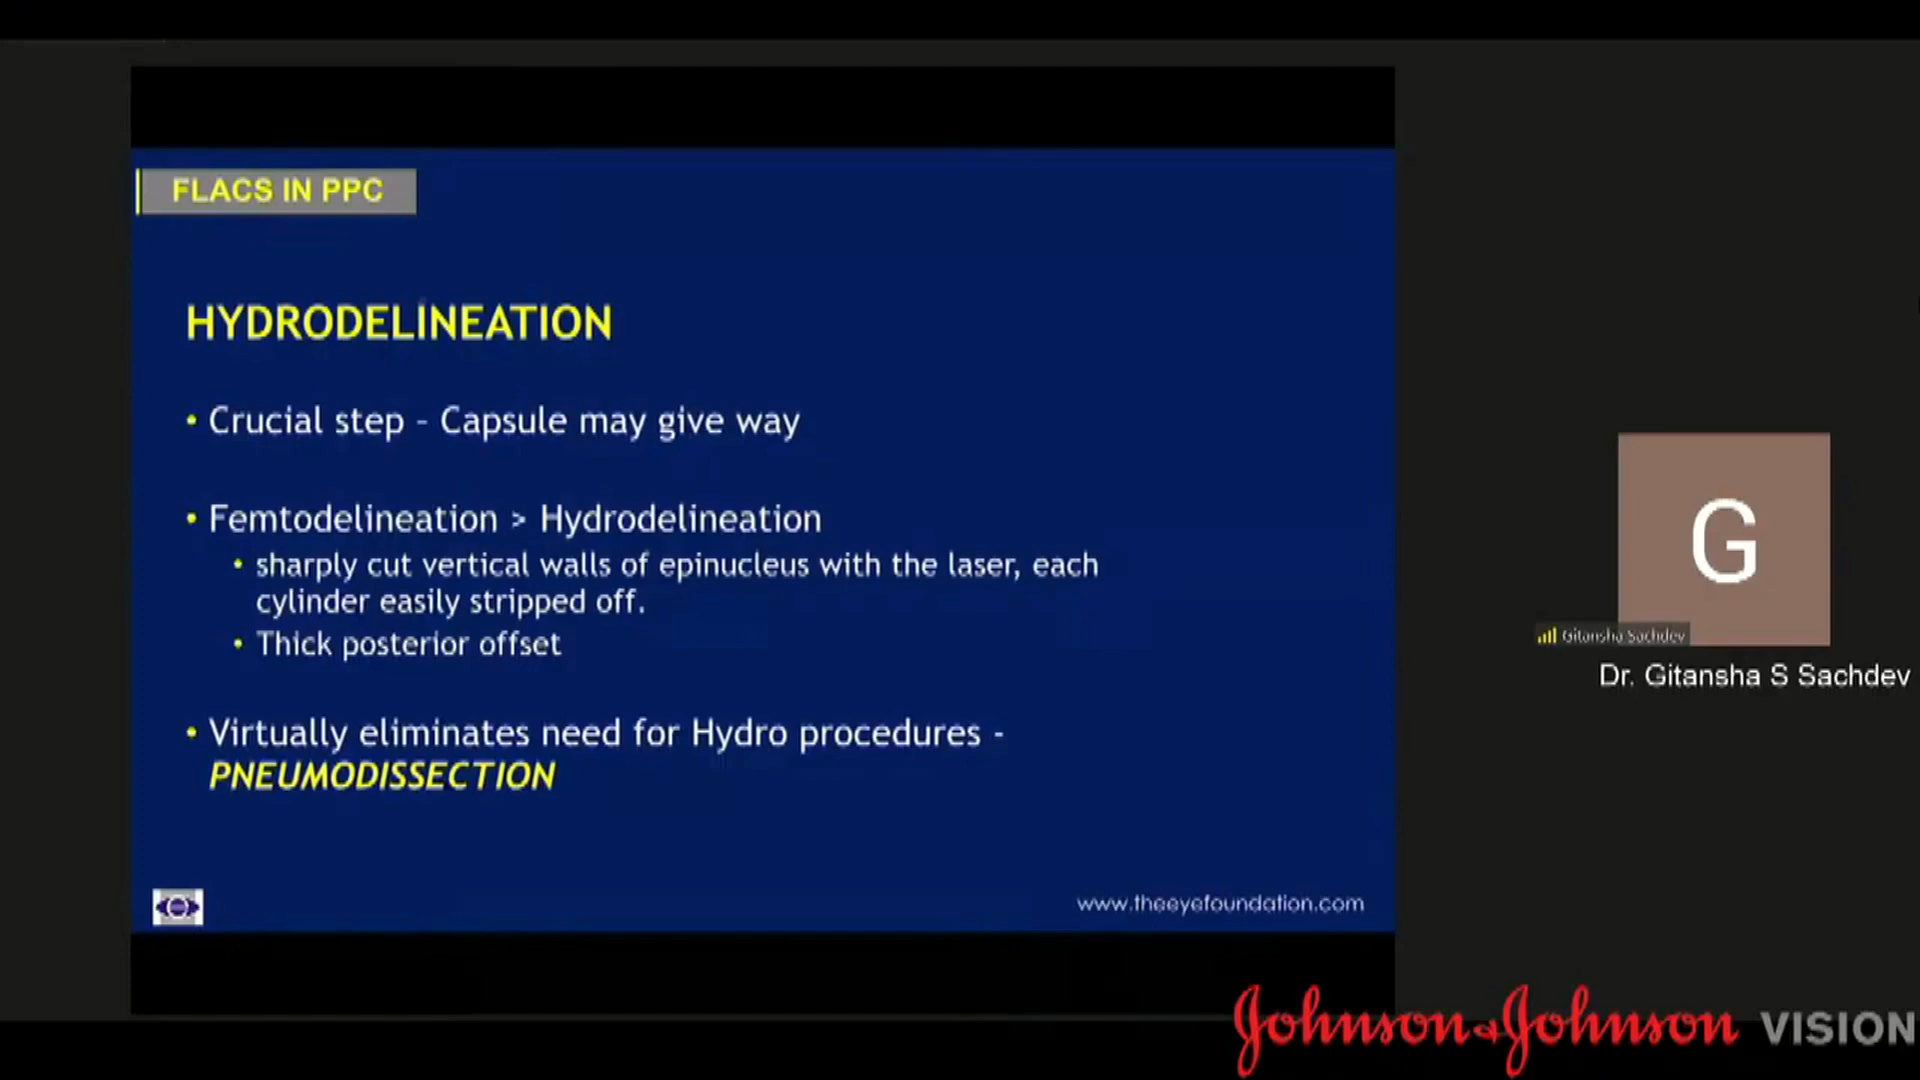 FLACS IN PPC
HYDRODELINEATION
• Crucial step – Capsule may give way
• Femtodelineation > Hydrodelineation
• sharply cut vertical walls of epinucleus with the laser, each
cylinder easily stripped off.
• Thick posterior offset
• Virtually eliminates need for Hydro procedures -
PNEUMODISSECTION
www.theeyefoundation.com
G
Gitansha Sachdev
Dr. Gitansha S Sachdev
Johnson & Johnson VISION